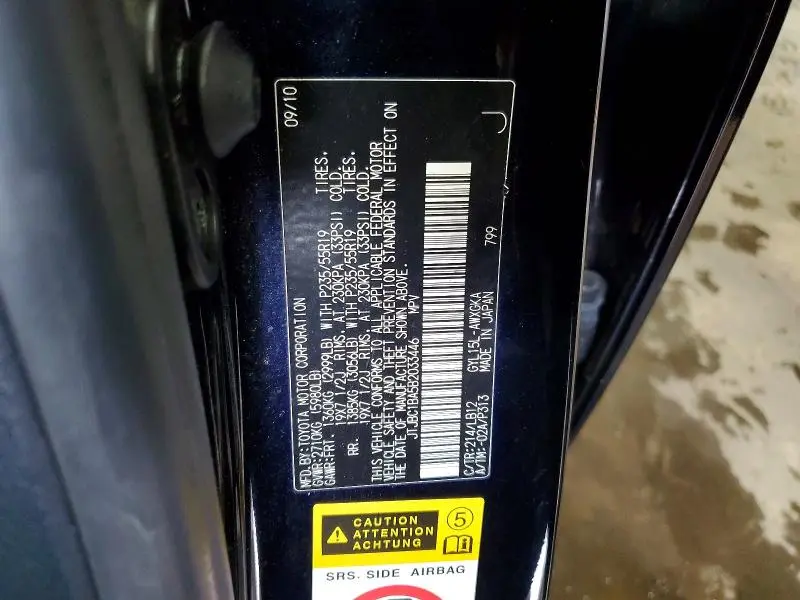 MFD.BY:TOYOTA MOTOR CORPORATION 09/10
GVWR:2710KG (5980LB)
GAWR:FRT. 1360KG (2999LB) WITH P235/55R19 TIRES,
19X7 1/2J RIMS, AT 230KPA (33PSI) COLD.
RR. 1385KG (3056LB) WITH P235/55R19 TIRES,
19X7 1/2J RIMS, AT 230KPA (33PSI) COLD.
THIS VEHICLE CONFORMS TO ALL APPLICABLE FEDERAL MOTOR
VEHICLE SAFETY AND THEFT PREVENTION STANDARDS IN EFFECT ON
THE DATE OF MANUFACTURE SHOWN ABOVE.
JTJBC1BA5B2033446 MPV
799
C/TR:214/LB12 GYL15L-AWXGKA
A/TM:-02A/P313 MADE IN JAPAN
J
CAUTION
ATTENTION
ACHTUNG
5
SRS. SIDE AIRBAG